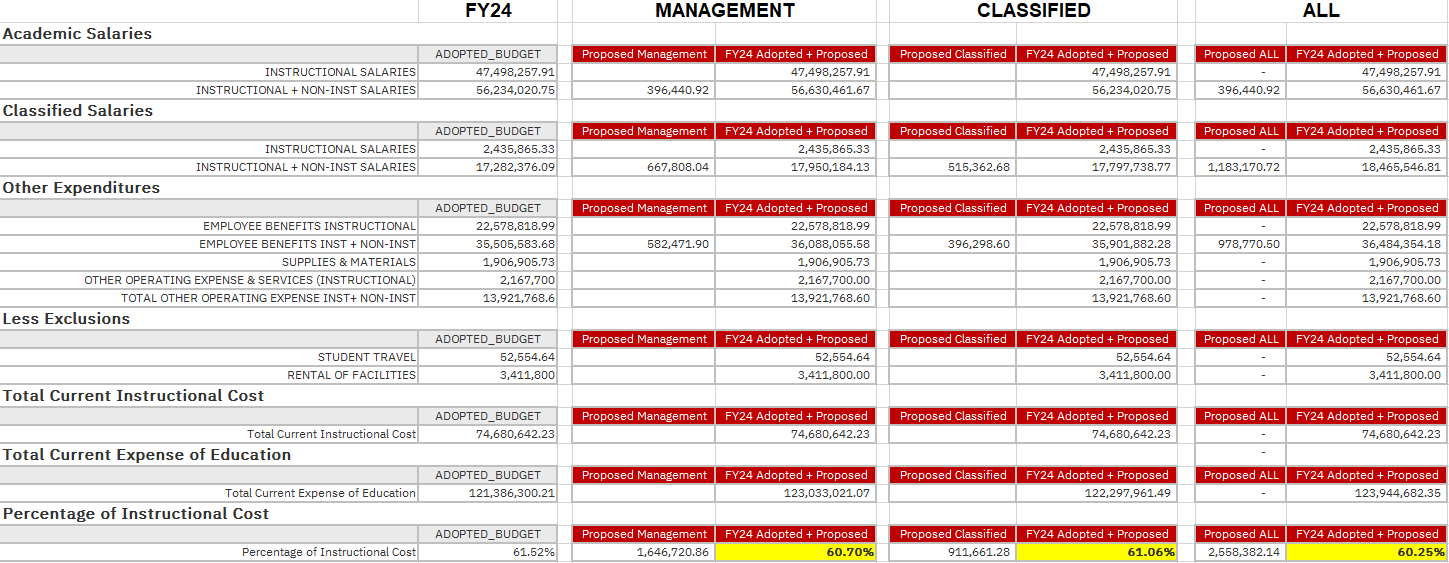 FY24 MANAGEMENT CLASSIFIED ALL
Academic Salaries
ADOPTED_BUDGET Proposed Management FY24 Adopted + Proposed Proposed Classified FY24 Adopted + Proposed Proposed ALL FY24 Adopted + Proposed
INSTRUCTIONAL SALARIES 47,498,257.91 47,498,257.91 47,498,257.91 - 47,498,257.91
INSTRUCTIONAL + NON-INST SALARIES 56,234,020.75 396,440.92 56,630,461.67 56,234,020.75 396,440.92 56,630,461.67
Classified Salaries
ADOPTED_BUDGET Proposed Management FY24 Adopted + Proposed Proposed Classified FY24 Adopted + Proposed Proposed ALL FY24 Adopted + Proposed
INSTRUCTIONAL SALARIES 2,435,865.33 2,435,865.33 2,435,865.33 - 2,435,865.33
INSTRUCTIONAL + NON-INST SALARIES 17,282,376.09 667,808.04 17,950,184.13 515,362.68 17,797,738.77 1,183,170.72 18,465,546.81
Other Expenditures
ADOPTED_BUDGET Proposed Management FY24 Adopted + Proposed Proposed Classified FY24 Adopted + Proposed Proposed ALL FY24 Adopted + Proposed
EMPLOYEE BENEFITS INSTRUCTIONAL 22,578,818.99 22,578,818.99 22,578,818.99 - 22,578,818.99
EMPLOYEE BENEFITS INST + NON-INST 35,505,583.68 582,471.90 36,088,055.58 396,298.60 35,901,882.28 978,770.50 36,484,354.18
SUPPLIES & MATERIALS 1,906,905.73 1,906,905.73 1,906,905.73 - 1,906,905.73
OTHER OPERATING EXPENSE & SERVICES (INSTRUCTIONAL) 2,167,700 2,167,700.00 2,167,700.00 - 2,167,700.00
TOTAL OTHER OPERATING EXPENSE INST+ NON-INST 13,921,768.6 13,921,768.60 13,921,768.60 - 13,921,768.60
Less Exclusions
ADOPTED_BUDGET Proposed Management FY24 Adopted + Proposed Proposed Classified FY24 Adopted + Proposed Proposed ALL FY24 Adopted + Proposed
STUDENT TRAVEL 52,554.64 52,554.64 52,554.64 - 52,554.64
RENTAL OF FACILITIES 3,411,800 3,411,800.00 3,411,800.00 - 3,411,800.00
Total Current Instructional Cost
ADOPTED_BUDGET Proposed Management FY24 Adopted + Proposed Proposed Classified FY24 Adopted + Proposed Proposed ALL FY24 Adopted + Proposed
Total Current Instructional Cost 74,680,642.23 74,680,642.23 74,680,642.23 - 74,680,642.23
Total Current Expense of Education -
ADOPTED_BUDGET Proposed Management FY24 Adopted + Proposed Proposed Classified FY24 Adopted + Proposed Proposed ALL FY24 Adopted + Proposed
Total Current Expense of Education 121,386,300.21 123,033,021.07 122,297,961.49 - 123,944,682.35
Percentage of Instructional Cost
ADOPTED_BUDGET Proposed Management FY24 Adopted + Proposed Proposed Classified FY24 Adopted + Proposed Proposed ALL FY24 Adopted + Proposed
Percentage of Instructional Cost 61.52% 1,646,720.86 60.70% 911,661.28 61.06% 2,558,382.14 60.25%